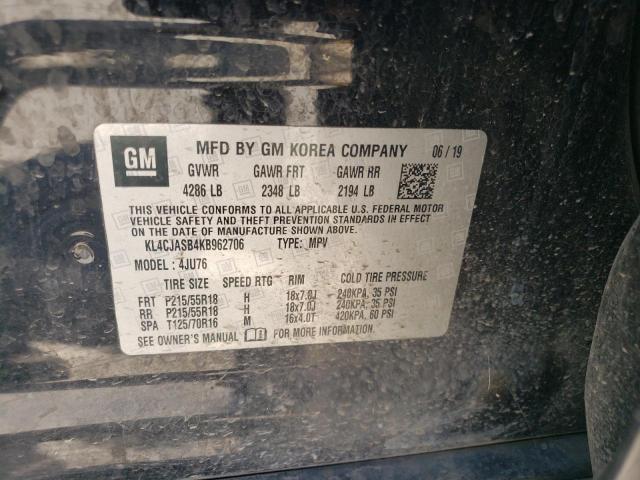 GM
MFD BY GM KOREA COMPANY 06 / 19
GVWR GAWR FRT GAWR RR
4286 LB 2348 LB 2194 LB
THIS VEHICLE CONFORMS TO ALL APPLICABLE U.S. FEDERAL MOTOR
VEHICLE SAFETY AND THEFT PREVENTION STANDARDS IN EFFECT
ON THE DATE OF MANUFACTURE SHOWN ABOVE.
KL4CJASB4KB962706 TYPE: MPV
MODEL : 4JU76
TIRE SIZE SPEED RTG RIM COLD TIRE PRESSURE
FRT P215/55R18 H 18x7.0J 240KPA, 35 PSI
RR P215/55R18 H 18x7.0J 240KPA, 35 PSI
SPA T125/70R16 M 16x4.0T 420KPA, 60 PSI
SEE OWNER'S MANUAL FOR MORE INFORMATION.